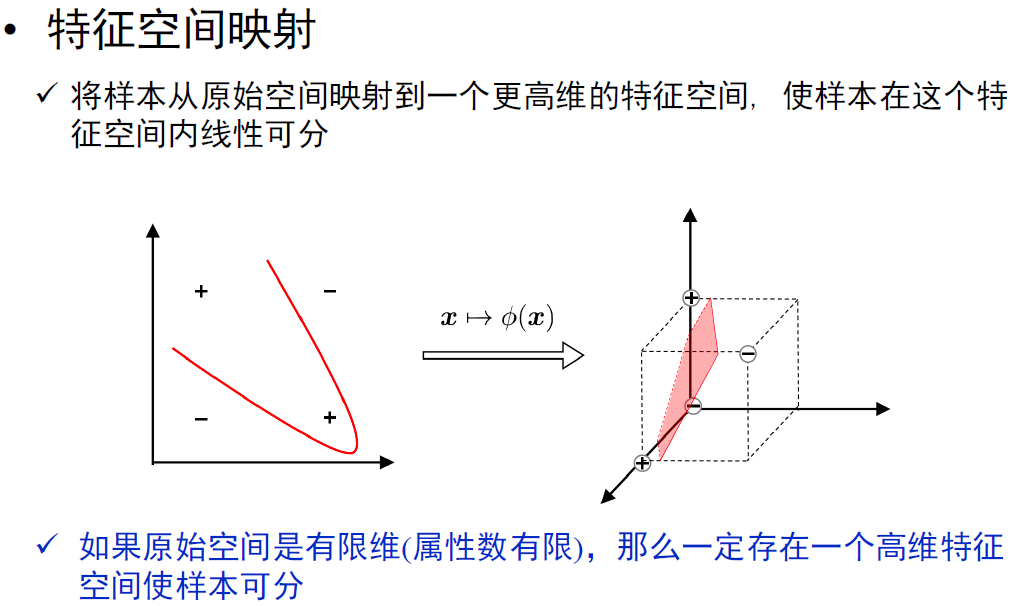 • 特征空间映射
✓ 将样本从原始空间映射到一个更高维的特征空间, 使样本在这个特
征空间内线性可分
+ −
− +
x ↦ ϕ(x)
+
−
−
+
✓ 如果原始空间是有限维(属性数有限)，那么一定存在一个高维特征
空间使样本可分